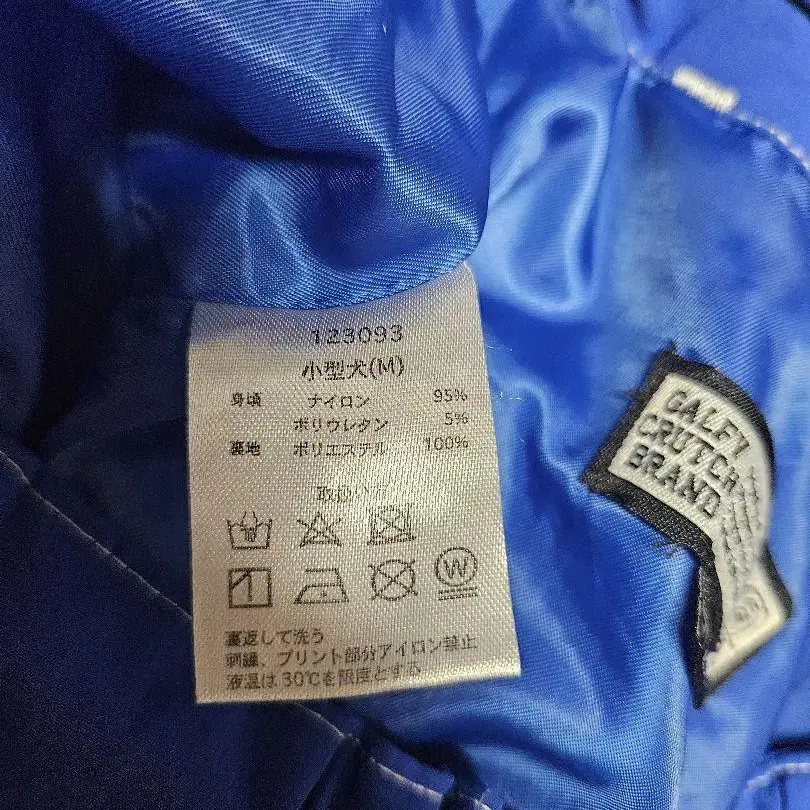 123093
小型犬(M)
身頃 ナイロン 95%
ポリウレタン 5%
裏地 ポリエステル 100%
W
裏返して洗う
刺繍、プリント部分アイロン禁止
液温は30℃を限度とする
GALFY
CRUTCH
BRAND